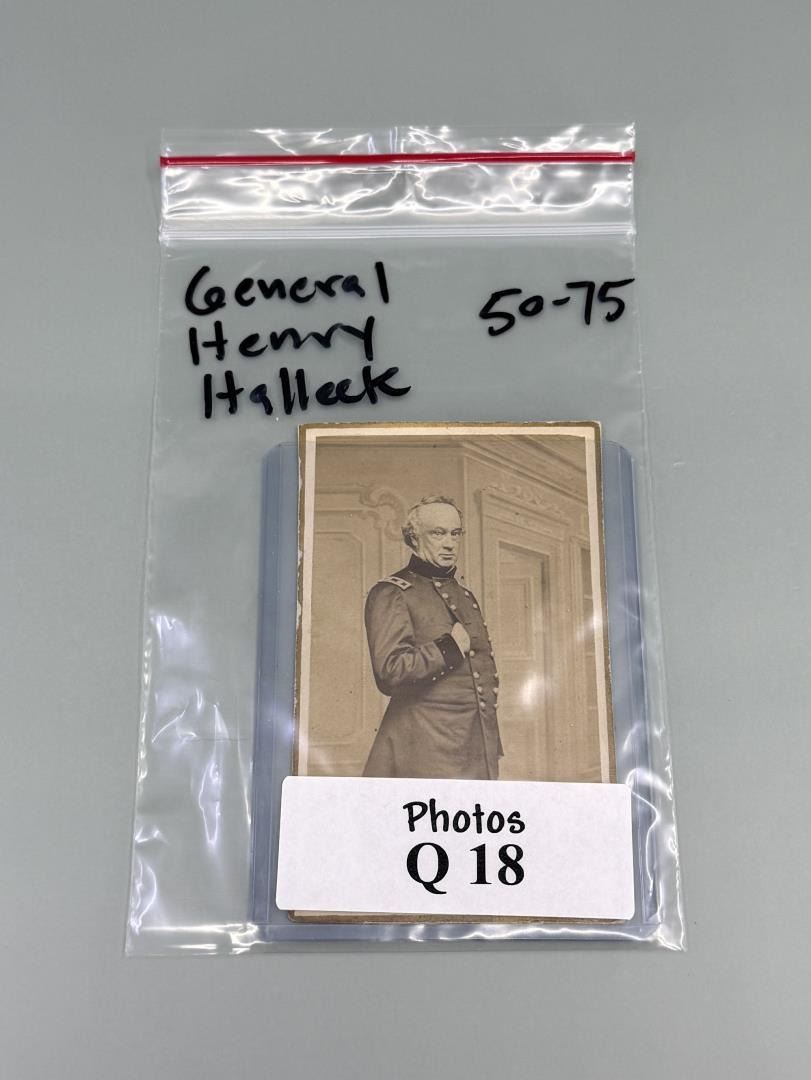 General
Henry
Halleck
50-75
Photos
Q 18